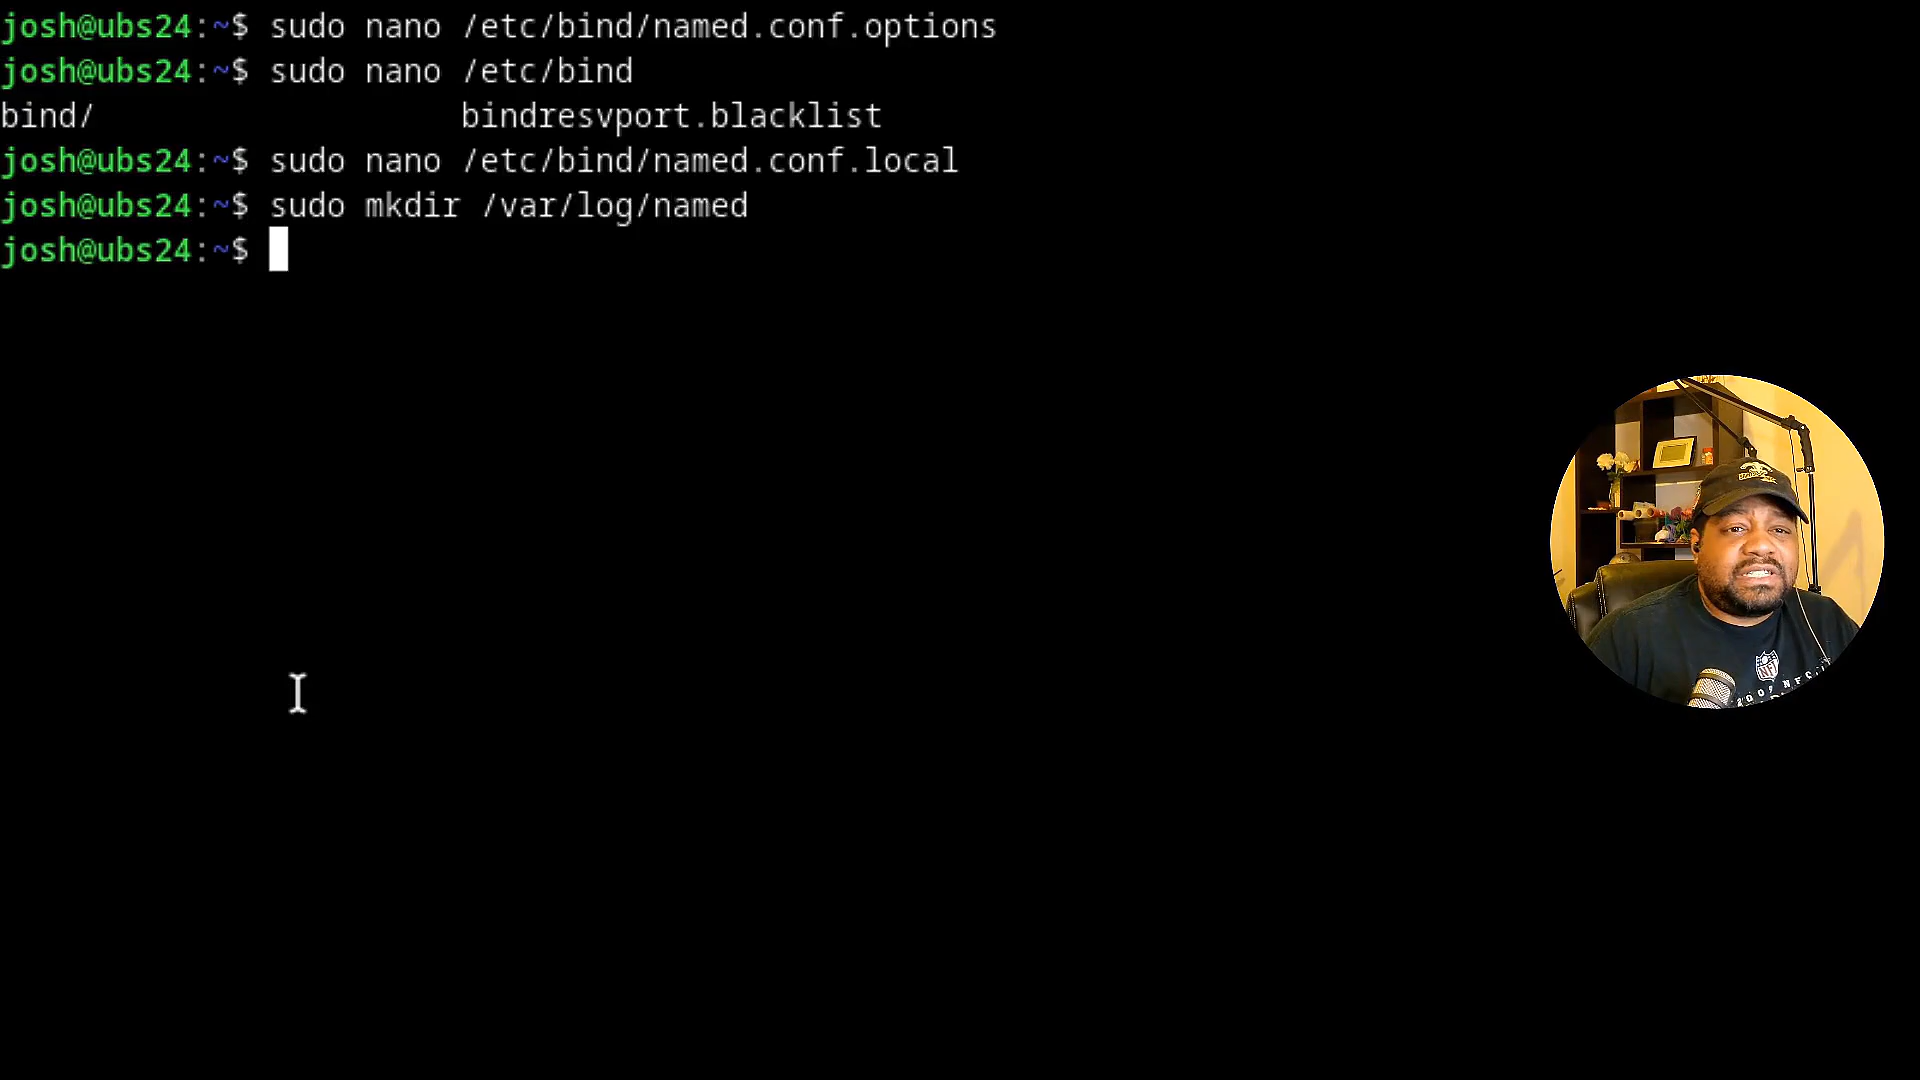 josh@ubs24:~$ sudo nano /etc/bind/named.conf.options
josh@ubs24:~$ sudo nano /etc/bind
bind/ bindresvport.blacklist
josh@ubs24:~$ sudo nano /etc/bind/named.conf.local
josh@ubs24:~$ sudo mkdir /var/log/named
josh@ubs24:~$
NFL